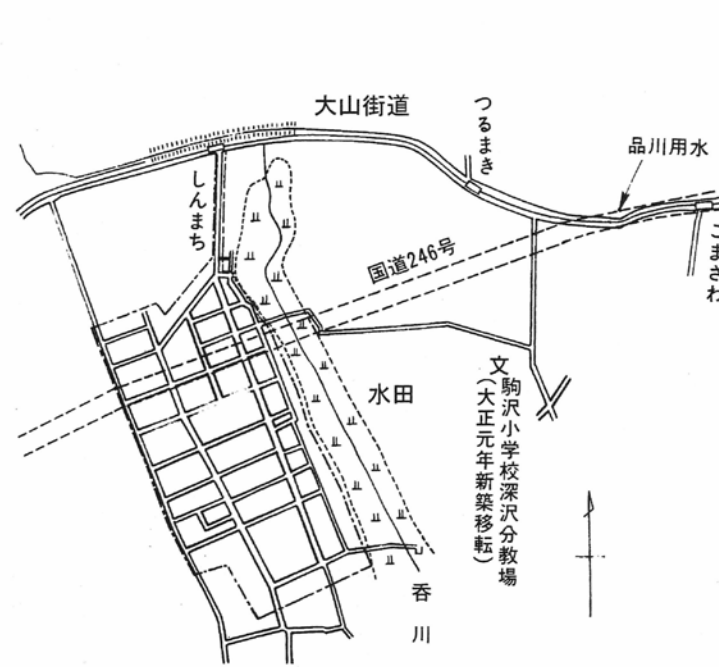 大山街道
つるまき
品川用水
しんまち
国道246号
こまざわ
水田
文
駒沢小学校深沢分教場
(大正元年新築移転)
呑川